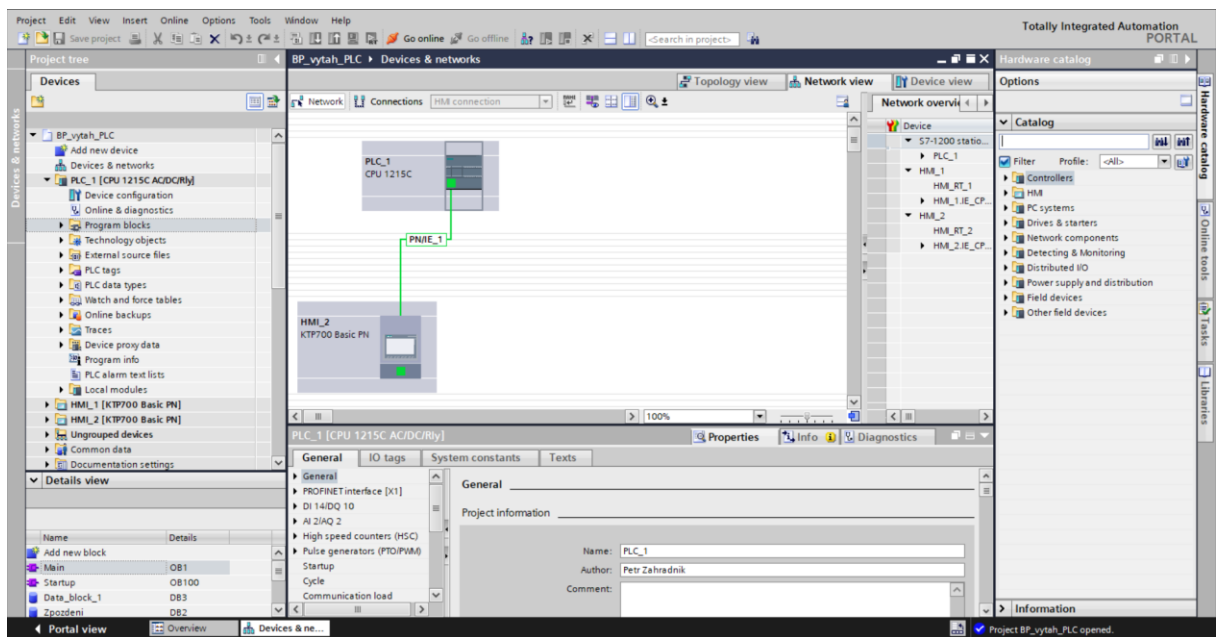 Project Edit View Insert Online Options Tools Window Help
Totally Integrated Automation
PORTAL
Save project
Go online
Go offline
<Search in project>
Project tree
BP_vytah_PLC ▸ Devices & networks
Hardware catalog
Devices
Topology view
Network view
Device view
Options
Network
Connections
HMI connection
Network overvie
Devices & networks
BP_vytah_PLC
Add new device
Devices & networks
PLC_1 [CPU 1215C AC/DC/Rly]
Device configuration
Online & diagnostics
Program blocks
Technology objects
External source files
PLC tags
PLC data types
Watch and force tables
Online backups
Traces
Device proxy data
Program info
PLC alarm text lists
Local modules
HMI_1 [KTP700 Basic PN]
HMI_2 [KTP700 Basic PN]
Ungrouped devices
Common data
Documentation settings
PLC_1
CPU 1215C
PN/IE_1
HMI_2
KTP700 Basic PN
100%
Device
S7-1200 statio...
PLC_1
HMI_1
HMI_RT_1
HMI_1.IE_CP...
HMI_2
HMI_RT_2
HMI_2.IE_CP...
Catalog
Filter Profile: <All>
Controllers
HMI
PC systems
Drives & starters
Network components
Detecting & Monitoring
Distributed I/O
Power supply and distribution
Field devices
Other field devices
Information
Hardware catalog
Online tools
Tasks
Libraries
Details view
Name Details
Add new block
Main OB1
Startup OB100
Data_block_1 DB3
Zpozdeni DB2
PLC_1 [CPU 1215C AC/DC/Rly]
Properties
Info
Diagnostics
General IO tags System constants Texts
General
PROFINET interface [X1]
DI 14/DQ 10
AI 2/AQ 2
High speed counters (HSC)
Pulse generators (PTO/PWM)
Startup
Cycle
Communication load
General
Project information
Name: PLC_1
Author: Petr Zahradnik
Comment:
Portal view
Overview
Devices & ne...
Project BP_vytah_PLC opened.